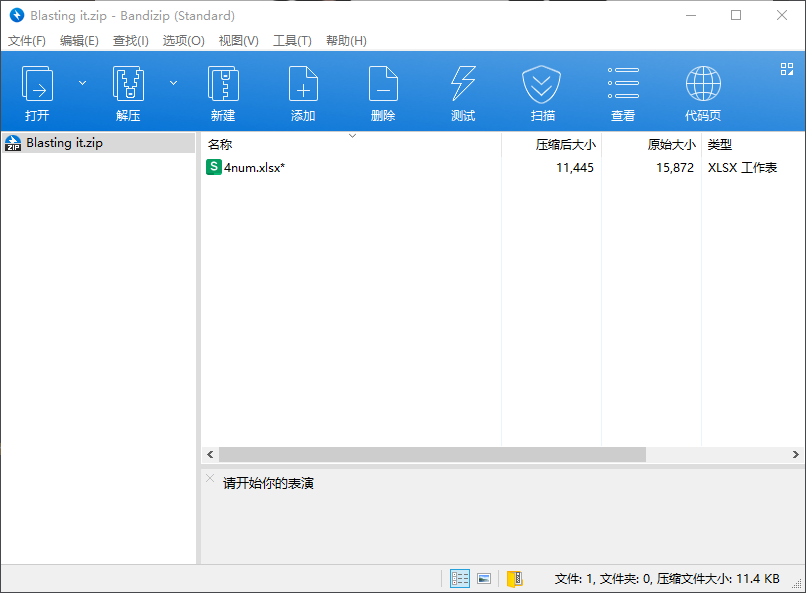 Blasting it.zip - Bandizip (Standard)
文件(F) 编辑(E) 查找(I) 选项(O) 视图(V) 工具(T) 帮助(H)
打开 解压 新建 添加 删除 测试 扫描 查看 代码页
ZIP Blasting it.zip
名称 压缩后大小 原始大小 类型
S 4num.xlsx* 11,445 15,872 XLSX 工作表
请开始你的表演
文件: 1, 文件夹: 0, 压缩文件大小: 11.4 KB